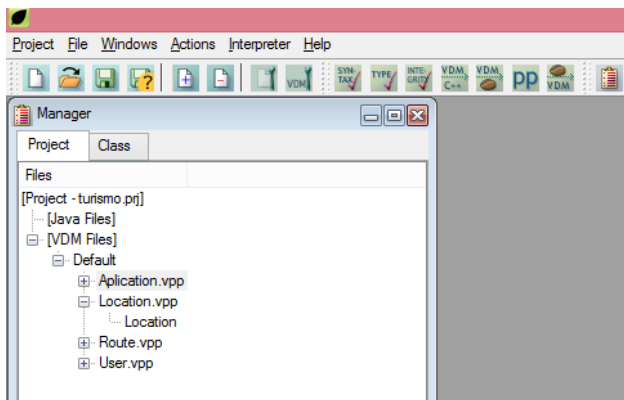 Project File Windows Actions Interpreter Help
SYN-TAX TYPE INTE-GRITY VDM C++ VDM PP VDM
VDM
Manager
Project Class
Files
[Project - turismo.prj]
[Java Files]
[VDM Files]
Default
Aplication.vpp
Location.vpp
Location
Route.vpp
User.vpp